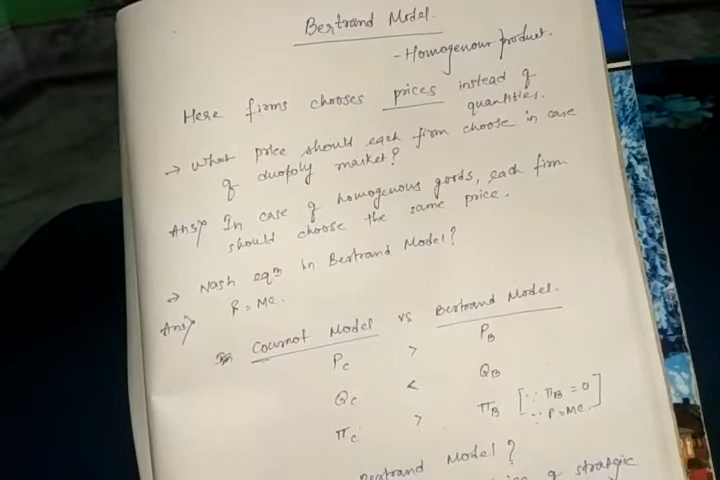 Bertrand Model.
- Homogenous product.
Here firms chooses prices instead of
quantities.
→ What price should each firm choose in case
of duopoly market?
Ans> In case of homogenous goods, each firm
should choose the same price.
→ Nash eqm in Bertrand Model?
Ans> P = MC.
Cournot Model vs Bertrand Model.
Pc > PB
Qc < QB
πc > πB [∵ πB = 0
∵ P = MC]
Bertrand Model?
of strategic